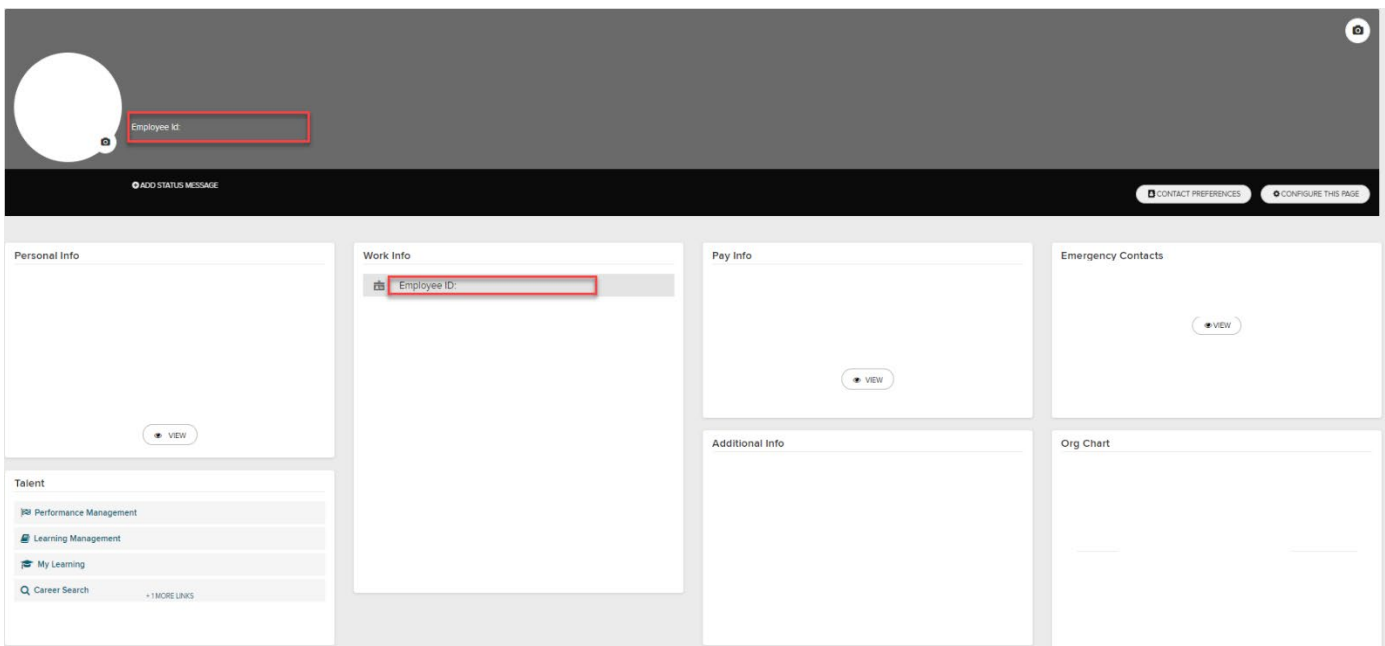 Employee Id:
ADD STATUS MESSAGE
CONTACT PREFERENCES
CONFIGURE THIS PAGE
Personal Info
VIEW
Talent
Performance Management
Learning Management
My Learning
Career Search
+ 1 MORE LINKS
Work Info
Employee ID:
Pay Info
VIEW
Additional Info
Emergency Contacts
VIEW
Org Chart